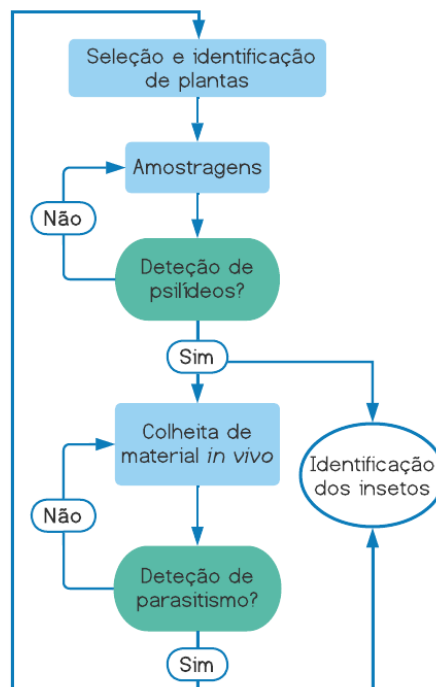 Seleção e identificação
de plantas
Amostragens
Não
Deteção de
psilídeos?
Sim
Colheita de
material in vivo
Identificação
dos insetos
Não
Deteção de
parasitismo?
Sim